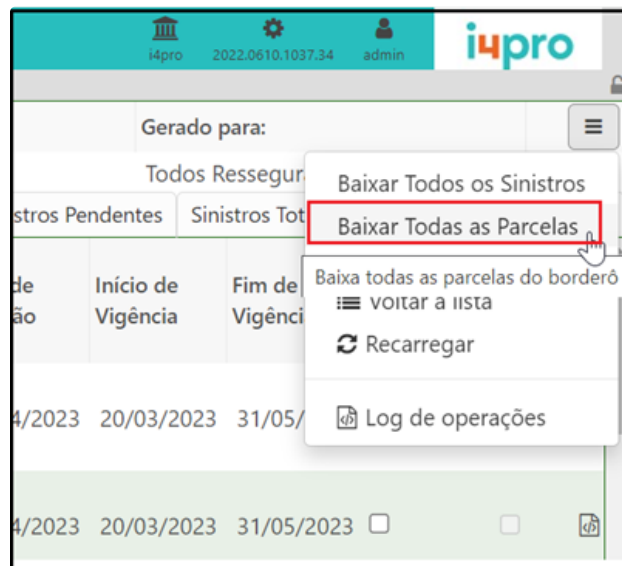 i4pro 2022.0610.1037.34 admin i4pro
Gerado para:
Todos Ressegur
Baixar Todos os Sinistros
stros Pendentes Sinistros Tot
Baixar Todas as Parcelas
Baixa todas as parcelas do borderô
de Início de Fim de
ão Vigência Vigênci
Voltar a lista
Recarregar
4/2023 20/03/2023 31/05/
Log de operações
4/2023 20/03/2023 31/05/2023